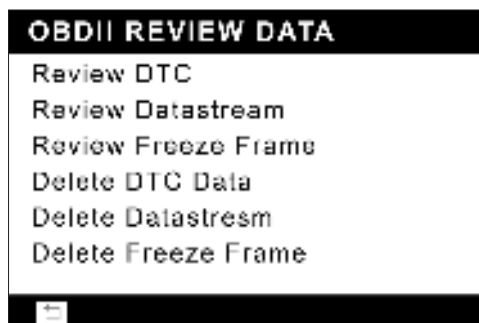 OBDII REVIEW DATA
Review DTC
Review Datastream
Review Freeze Frame
Delete DTC Data
Delete Datastresm
Delete Freeze Frame